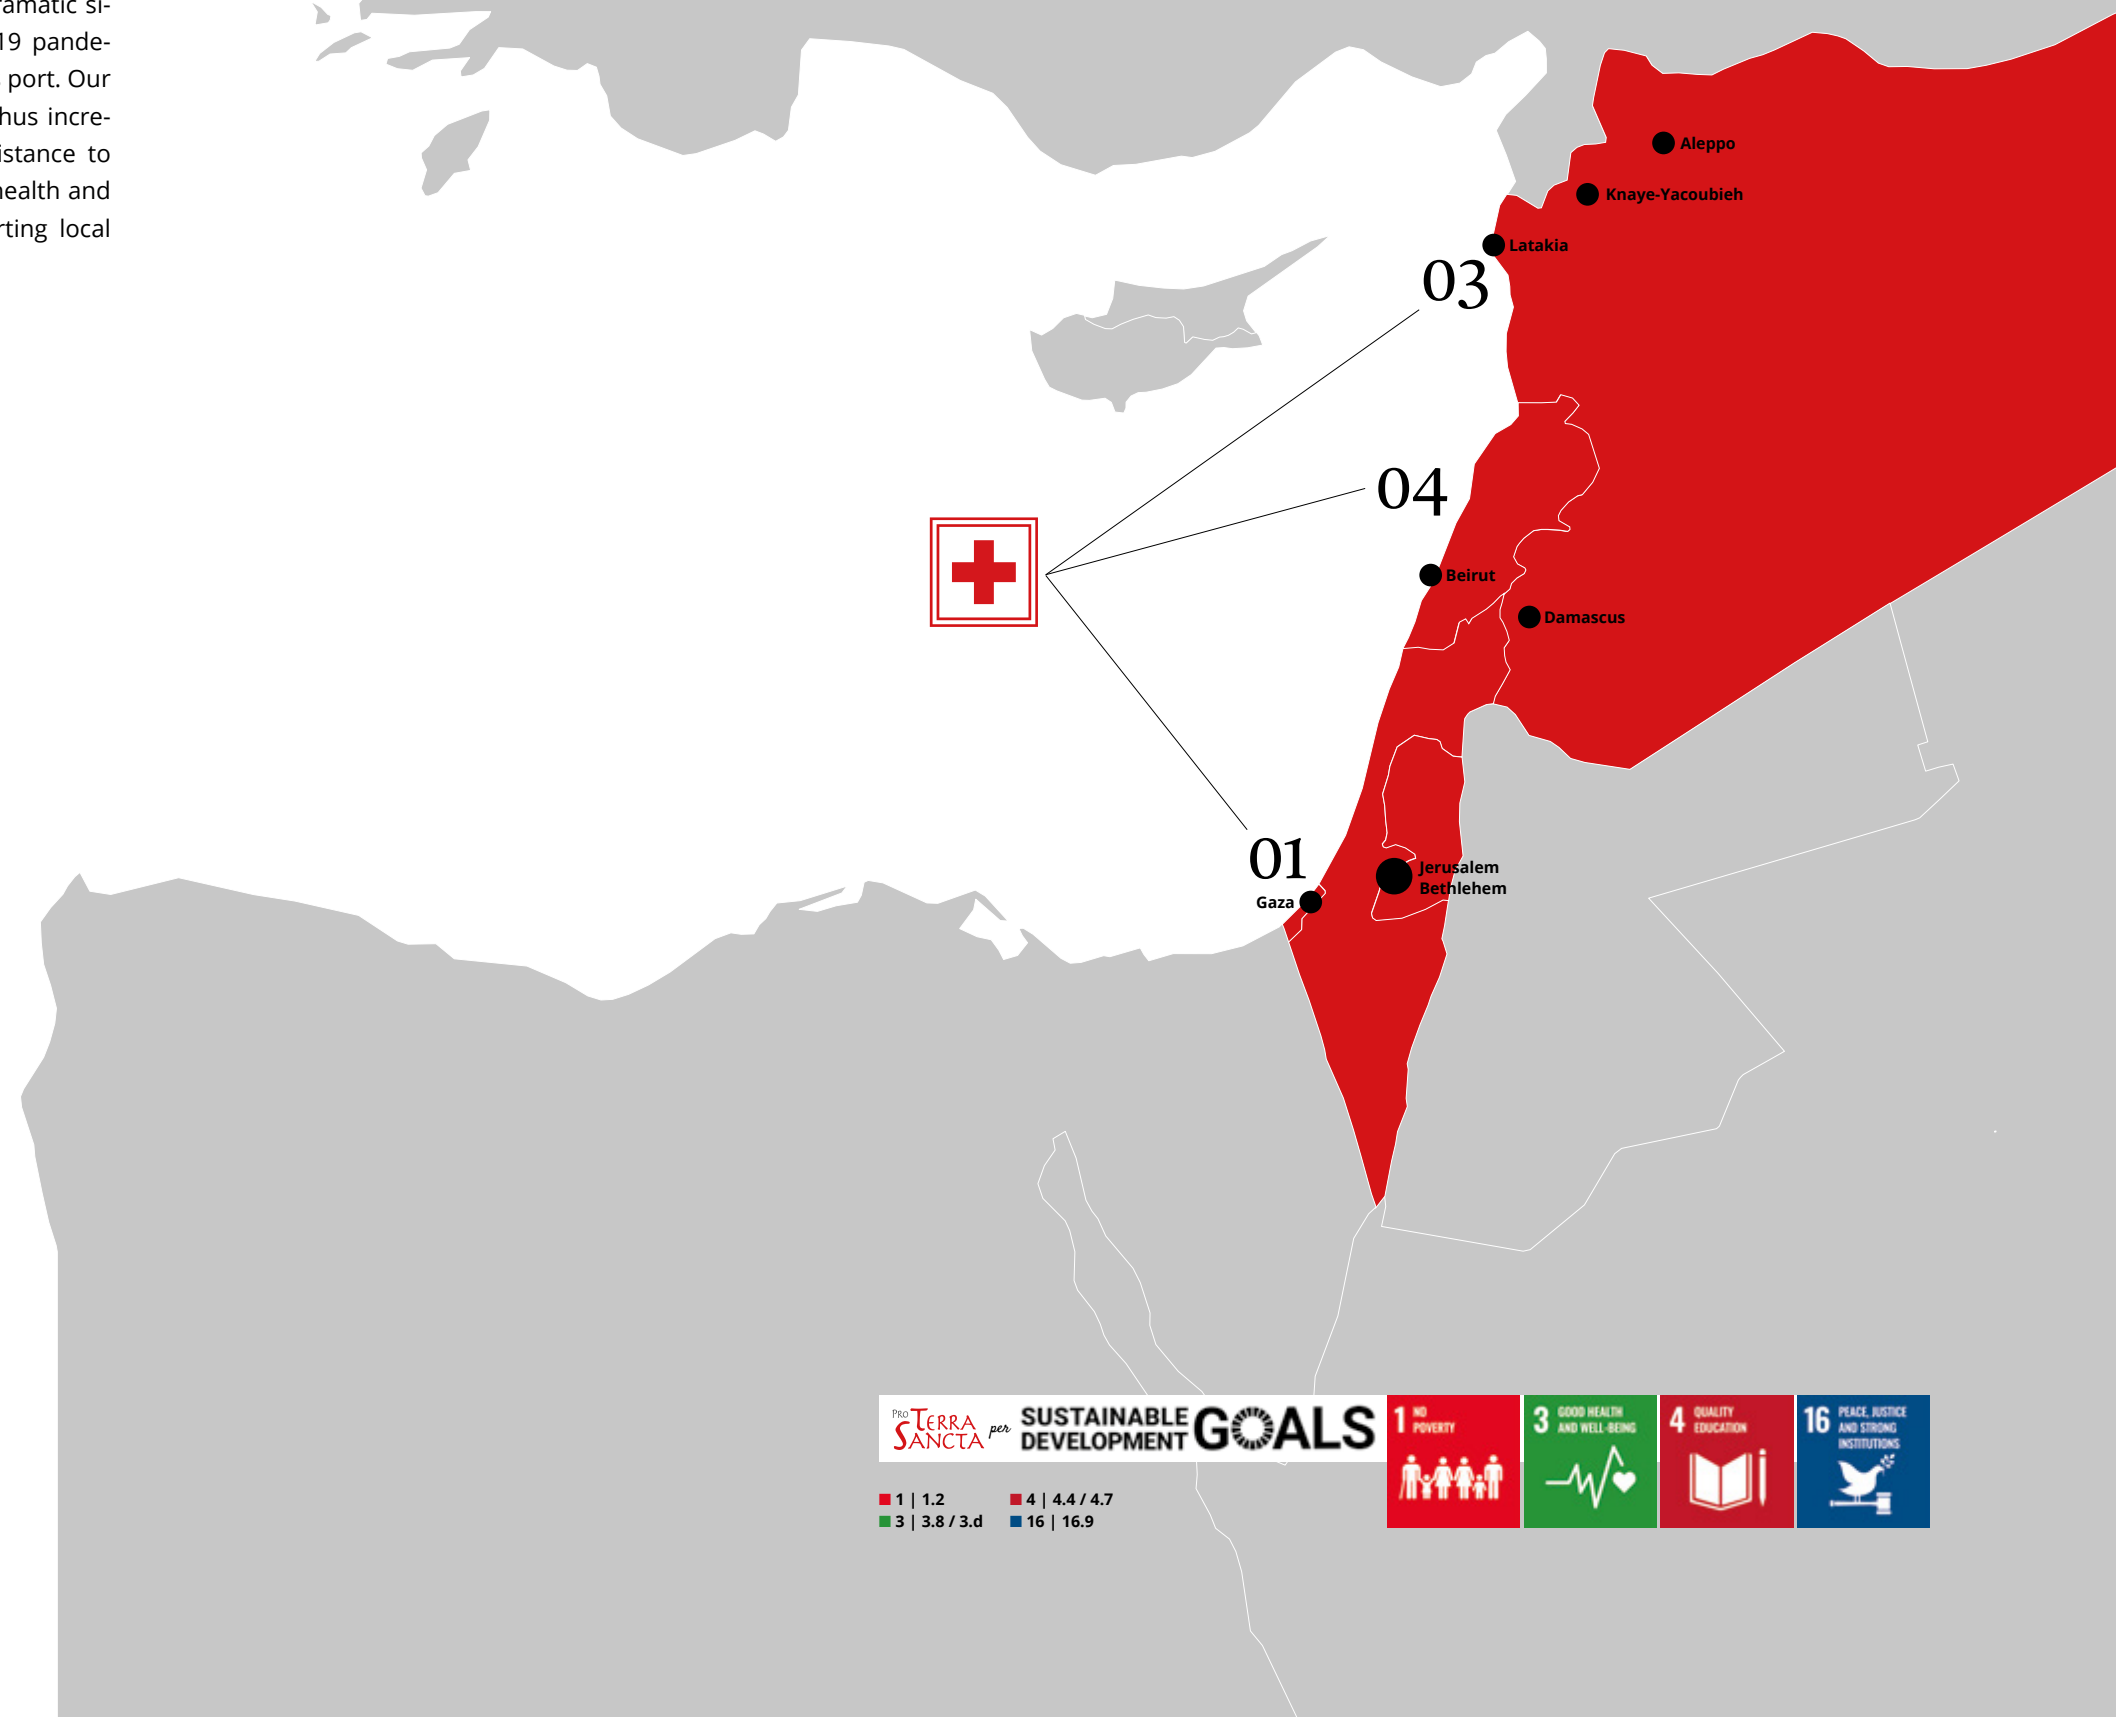 ramatic si-
19 pande-
port. Our
hus incre-
istance to
health and
rting local
Aleppo
Knaye-Yacoubieh
Latakia
03
04
Beirut
Damascus
01
Jerusalem
Bethlehem
Gaza
PRO TERRA
SANCTA
per
SUSTAINABLE
DEVELOPMENT
GOALS
1 NO
POVERTY
3 GOOD HEALTH
AND WELL-BEING
4 QUALITY
EDUCATION
16 PEACE, JUSTICE
AND STRONG
INSTITUTIONS
1 | 1.2
4 | 4.4 / 4.7
3 | 3.8 / 3.d
16 | 16.9